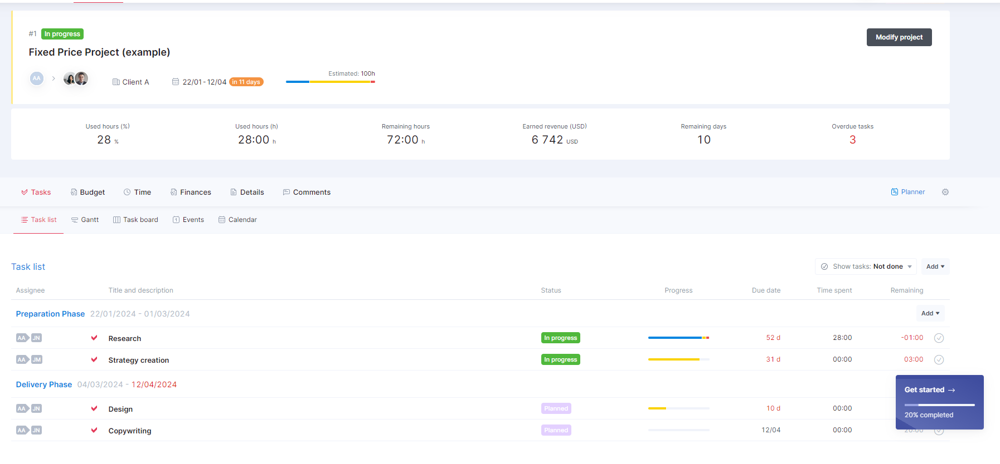 #1 In progress
Modify project
Fixed Price Project (example)
AA
Client A 22/01-12/04 in 11 days
Estimated: 100h
Used hours (%) Used hours (h) Remaining hours Earned revenue (USD) Remaining days Overdue tasks
28 % 28:00 h 72:00 h 6 742 USD 10 3
Tasks Budget Time Finances Details Comments Planner
Task list Gantt Task board Events Calendar
Task list Show tasks: Not done Add
Assignee Title and description Status Progress Due date Time spent Remaining
Preparation Phase 22/01/2024 - 01/03/2024 Add
AA JN Research In progress 52 d 28:00 -01:00
AA JM Strategy creation In progress 31 d 00:00 03:00
Delivery Phase 04/03/2024 - 12/04/2024
AA JN Design Planned 10 d 00:00
AA JN Copywriting Planned 12/04 00:00 20:00
Get started →
20% completed